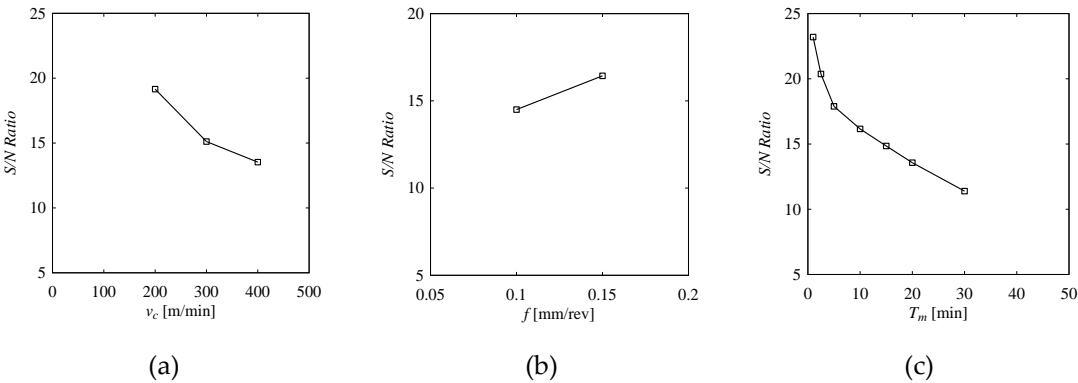 25
20
15
10
5
S/N Ratio
0 100 200 300 400 500
v_c [m/min]
(a)
20
15
10
5
S/N Ratio
0.05 0.1 0.15 0.2
f [mm/rev]
(b)
25
20
15
10
5
S/N Ratio
0 10 20 30 40 50
T_m [min]
(c)